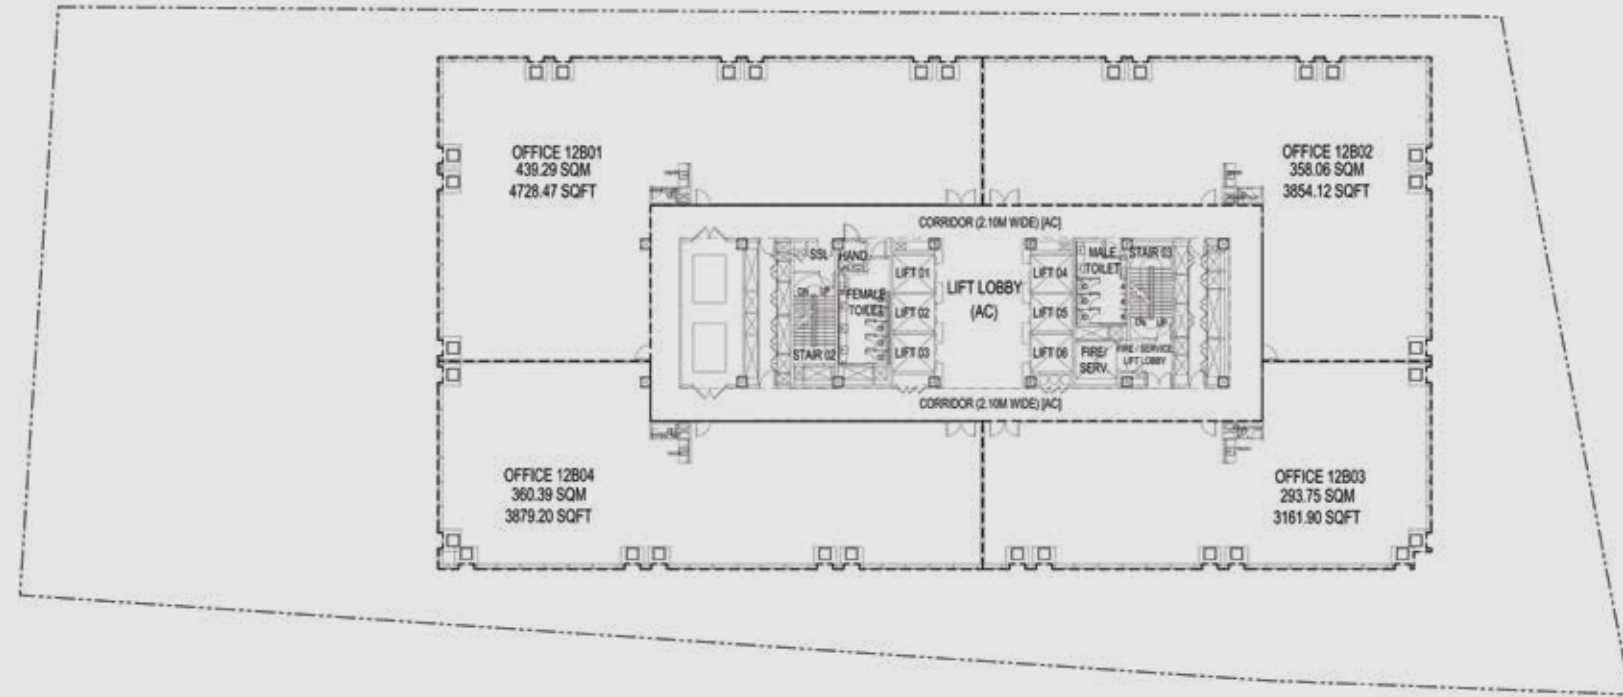 OFFICE 12B01
439.29 SQM
4728.47 SQFT
OFFICE 12B02
358.06 SQM
3854.12 SQFT
CORRIDOR (2.10M WIDE) [AC]
SSL
HAND.
LIFT 01
LIFT LOBBY
(AC)
LIFT 04
MALE
TOILET
STAIR 03
DN UP
FEMALE
TOILET
LIFT 02
LIFT 05
DN UP
STAIR 02
LIFT 03
LIFT 06
FIRE/
SERV.
FIRE / SERVICE
LIFT LOBBY
CORRIDOR (2.10M WIDE) [AC]
OFFICE 12B04
360.39 SQM
3879.20 SQFT
OFFICE 12B03
293.75 SQM
3161.90 SQFT